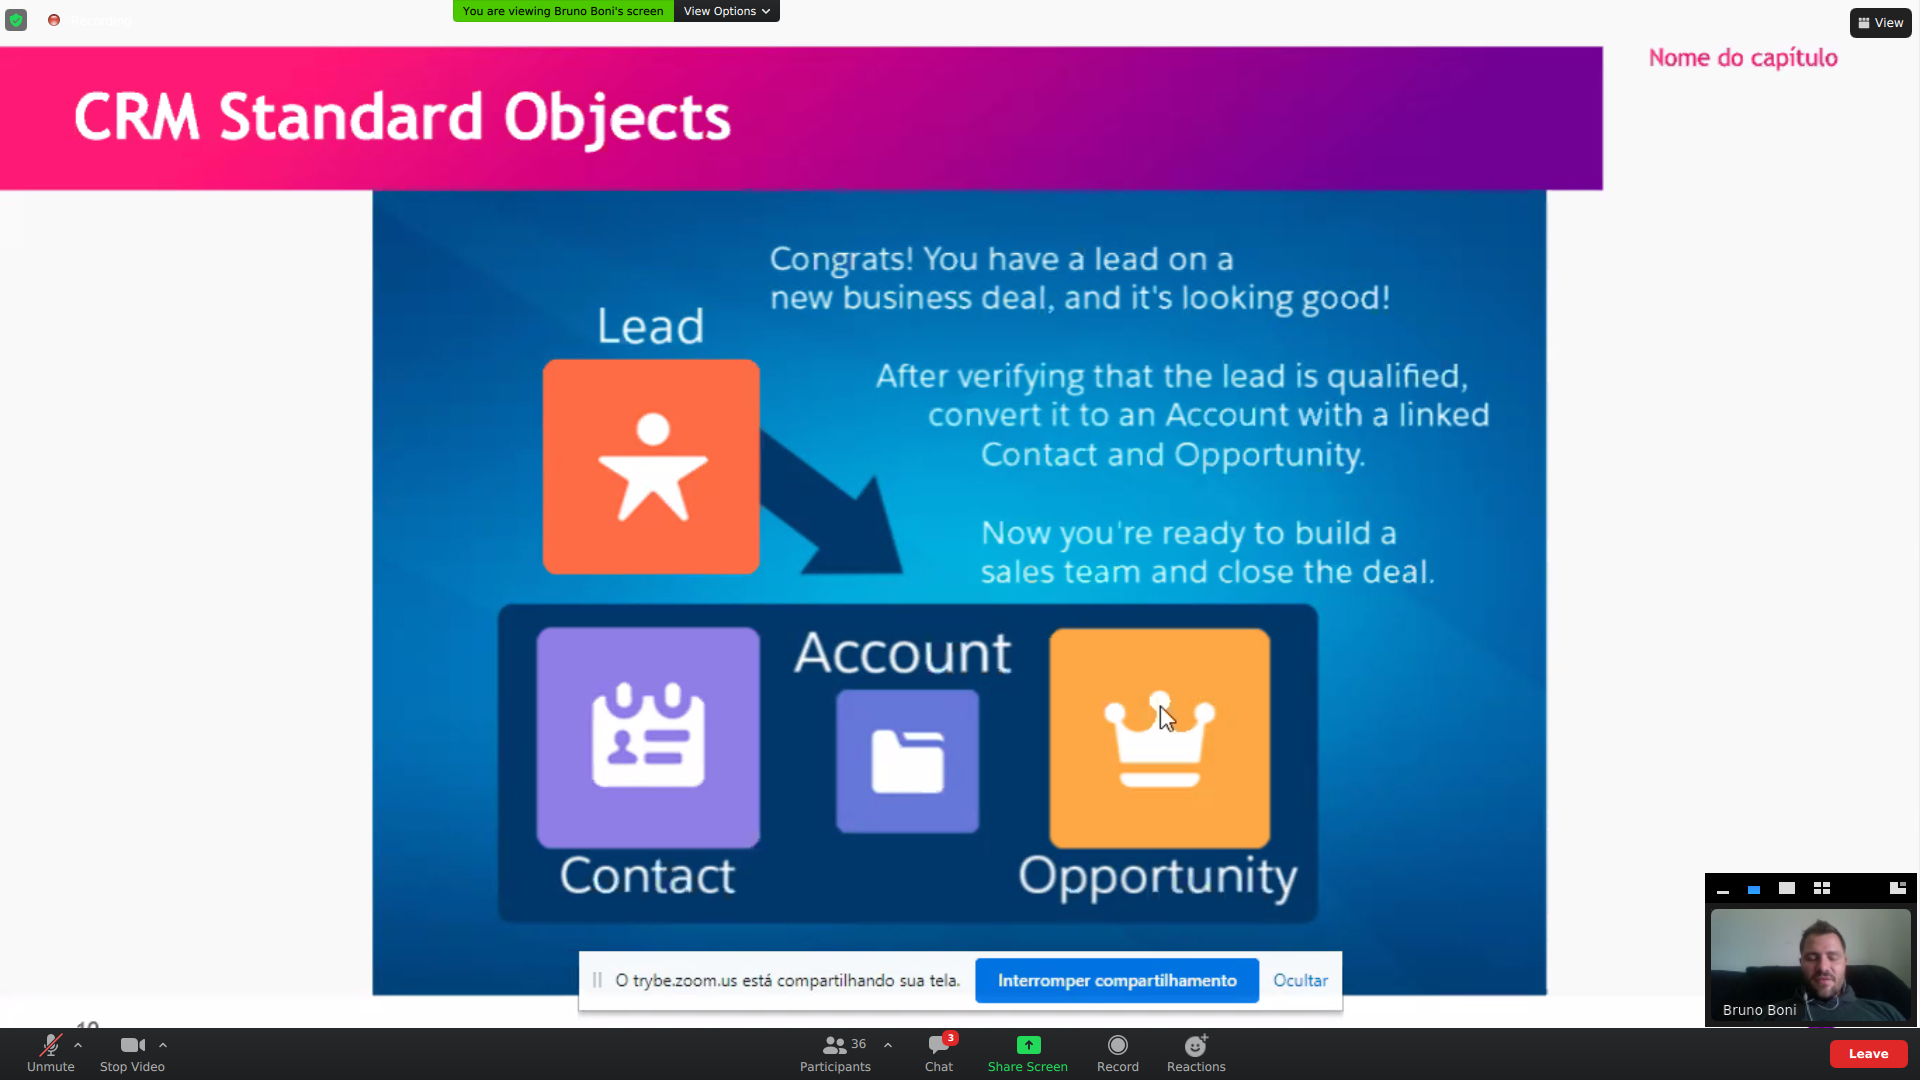 You are viewing Bruno Boni's screen
View Options
View
Nome do capítulo
CRM Standard Objects
Congrats! You have a lead on a
new business deal, and it's looking good!
Lead
After verifying that the lead is qualified,
convert it to an Account with a linked
Contact and Opportunity.
Now you're ready to build a
sales team and close the deal.
Account
Contact
Opportunity
O trybe.zoom.us está compartilhando sua tela.
Interromper compartilhamento
Ocultar
Bruno Boni
Unmute
Stop Video
36
Participants
3
Chat
Share Screen
Record
Reactions
Leave